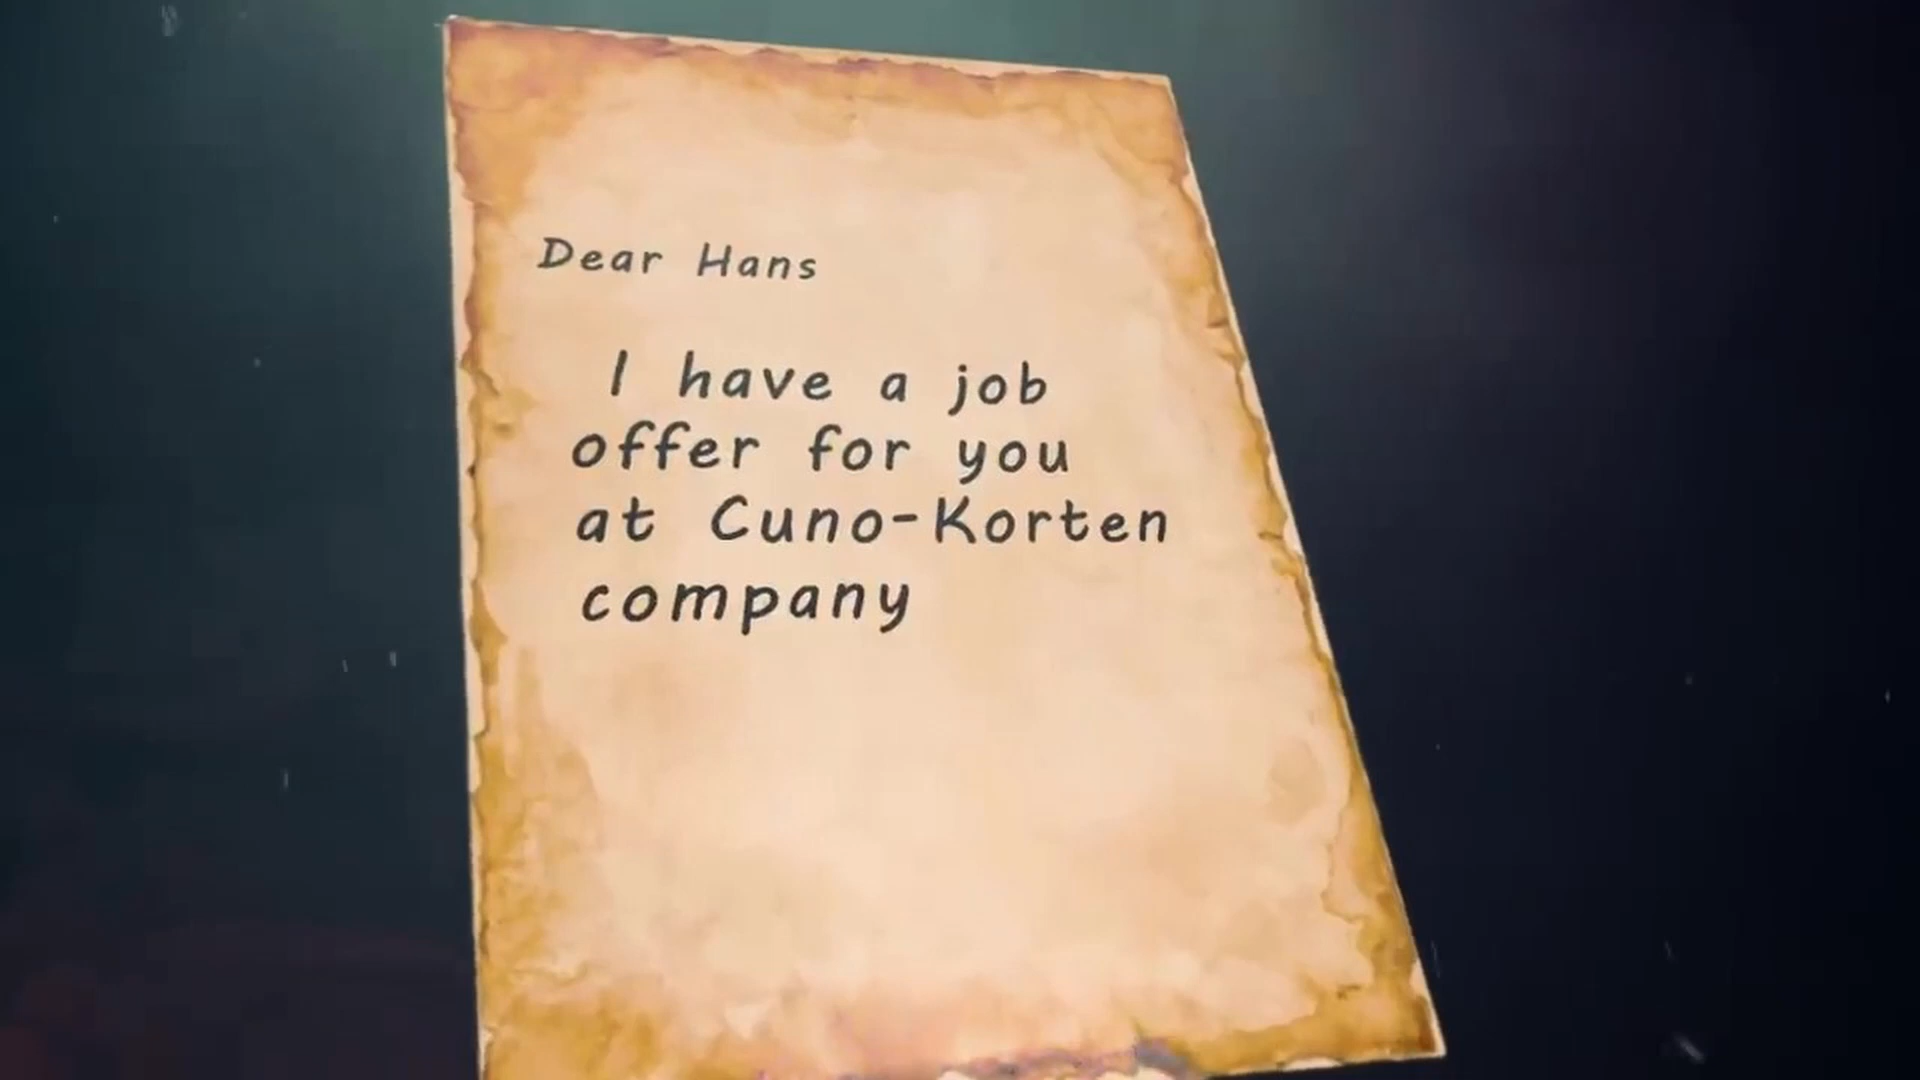 Dear Hans
I have a job
offer for you
at Cuno-Korten
company